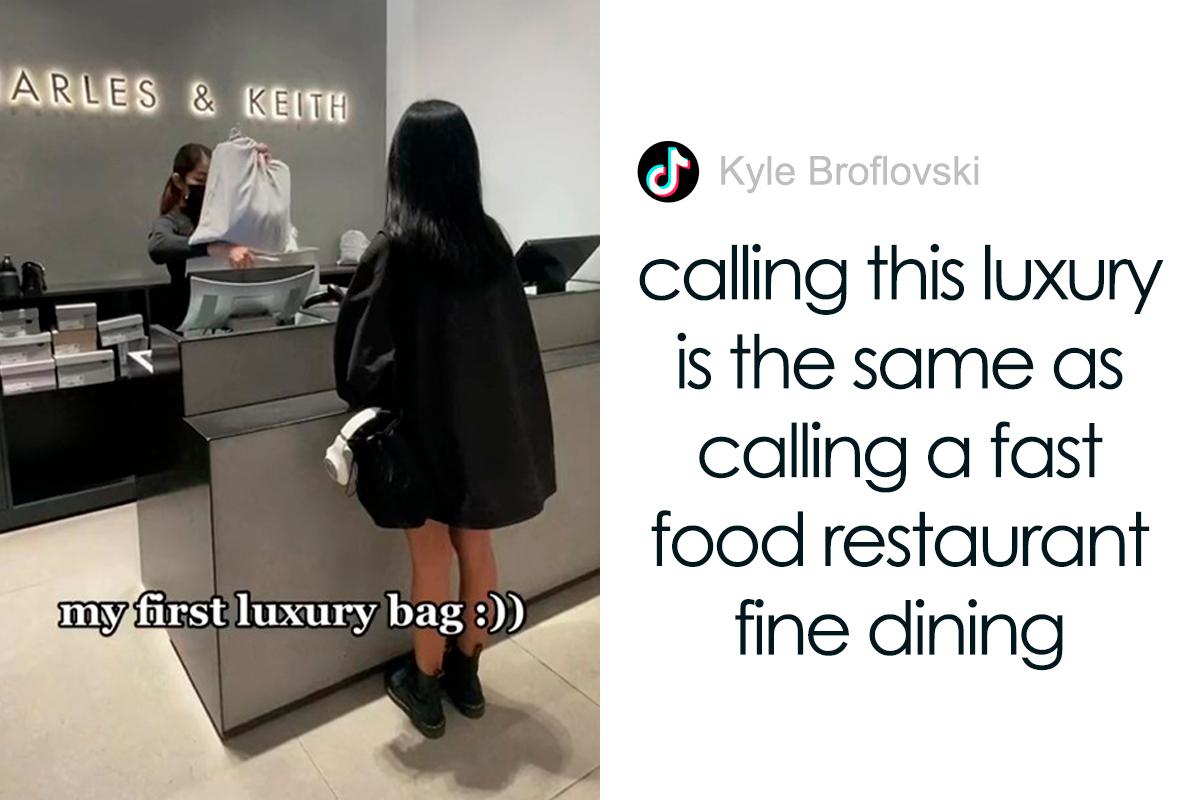 ARLES & KEITH
my first luxury bag :))
Kyle Broflovski
calling this luxury
is the same as
calling a fast
food restaurant
fine dining